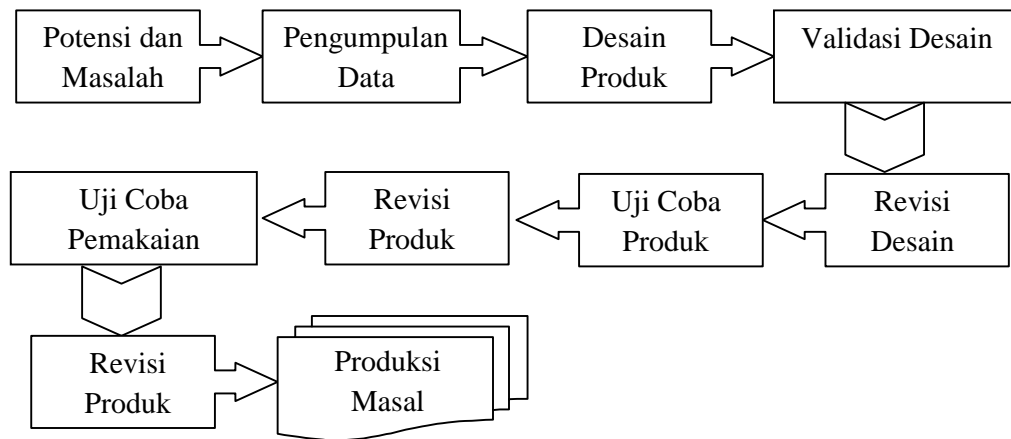 Potensi dan
Masalah
Pengumpulan
Data
Desain
Produk
Validasi Desain
Revisi
Desain
Uji Coba
Produk
Revisi
Produk
Uji Coba
Pemakaian
Revisi
Produk
Produksi
Masal